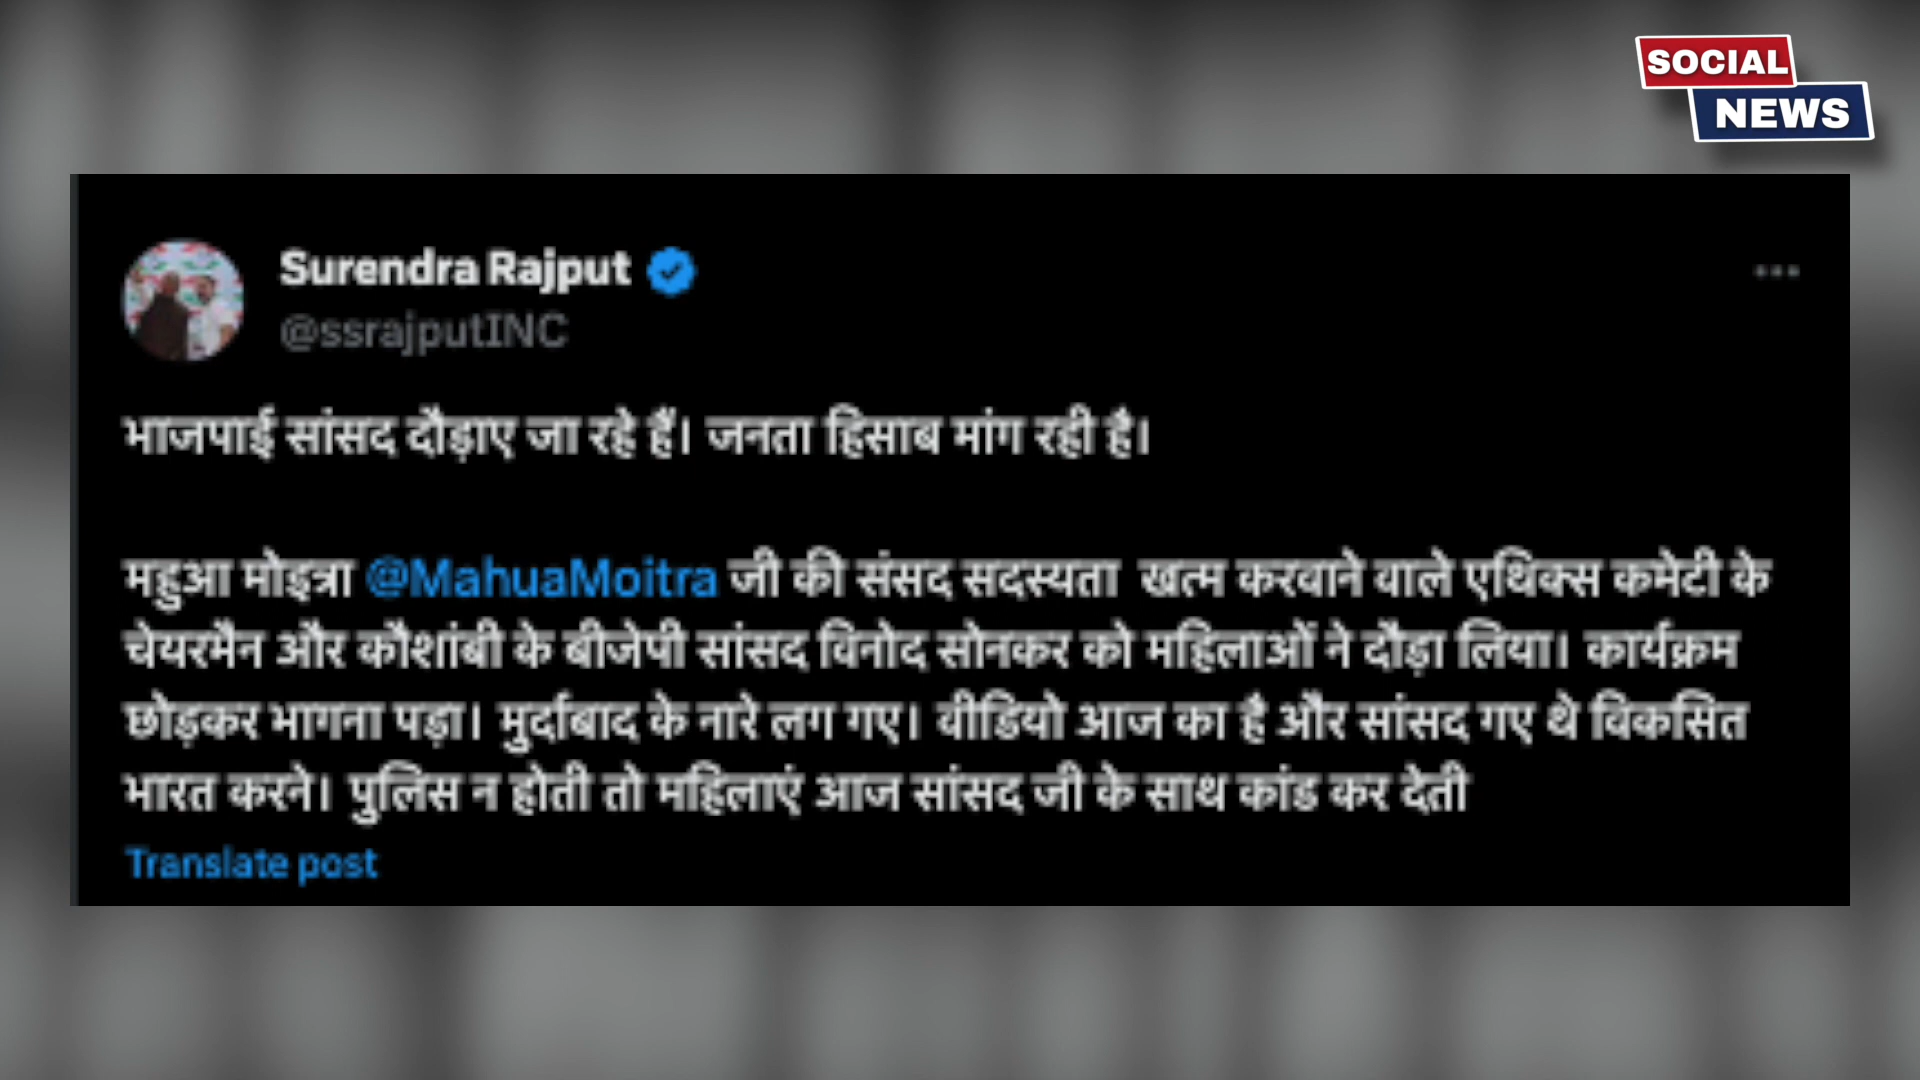 SOCIAL
NEWS
Surendra Rajput
@ssrajputINC
भाजपाई सांसद दौड़ाए जा रहे हैं। जनता हिसाब मांग रही है।
महुआ मोइत्रा @MahuaMoitra जी की संसद सदस्यता खत्म करवाने वाले एथिक्स कमेटी के
चेयरमैन और कौशांबी के बीजेपी सांसद विनोद सोनकर को महिलाओं ने दौड़ा लिया। कार्यक्रम
छोड़कर भागना पड़ा। मुर्दाबाद के नारे लग गए। वीडियो आज का है और सांसद गए थे विकसित
भारत करने। पुलिस न होती तो महिलाएं आज सांसद जी के साथ कांड कर देती
Translate post